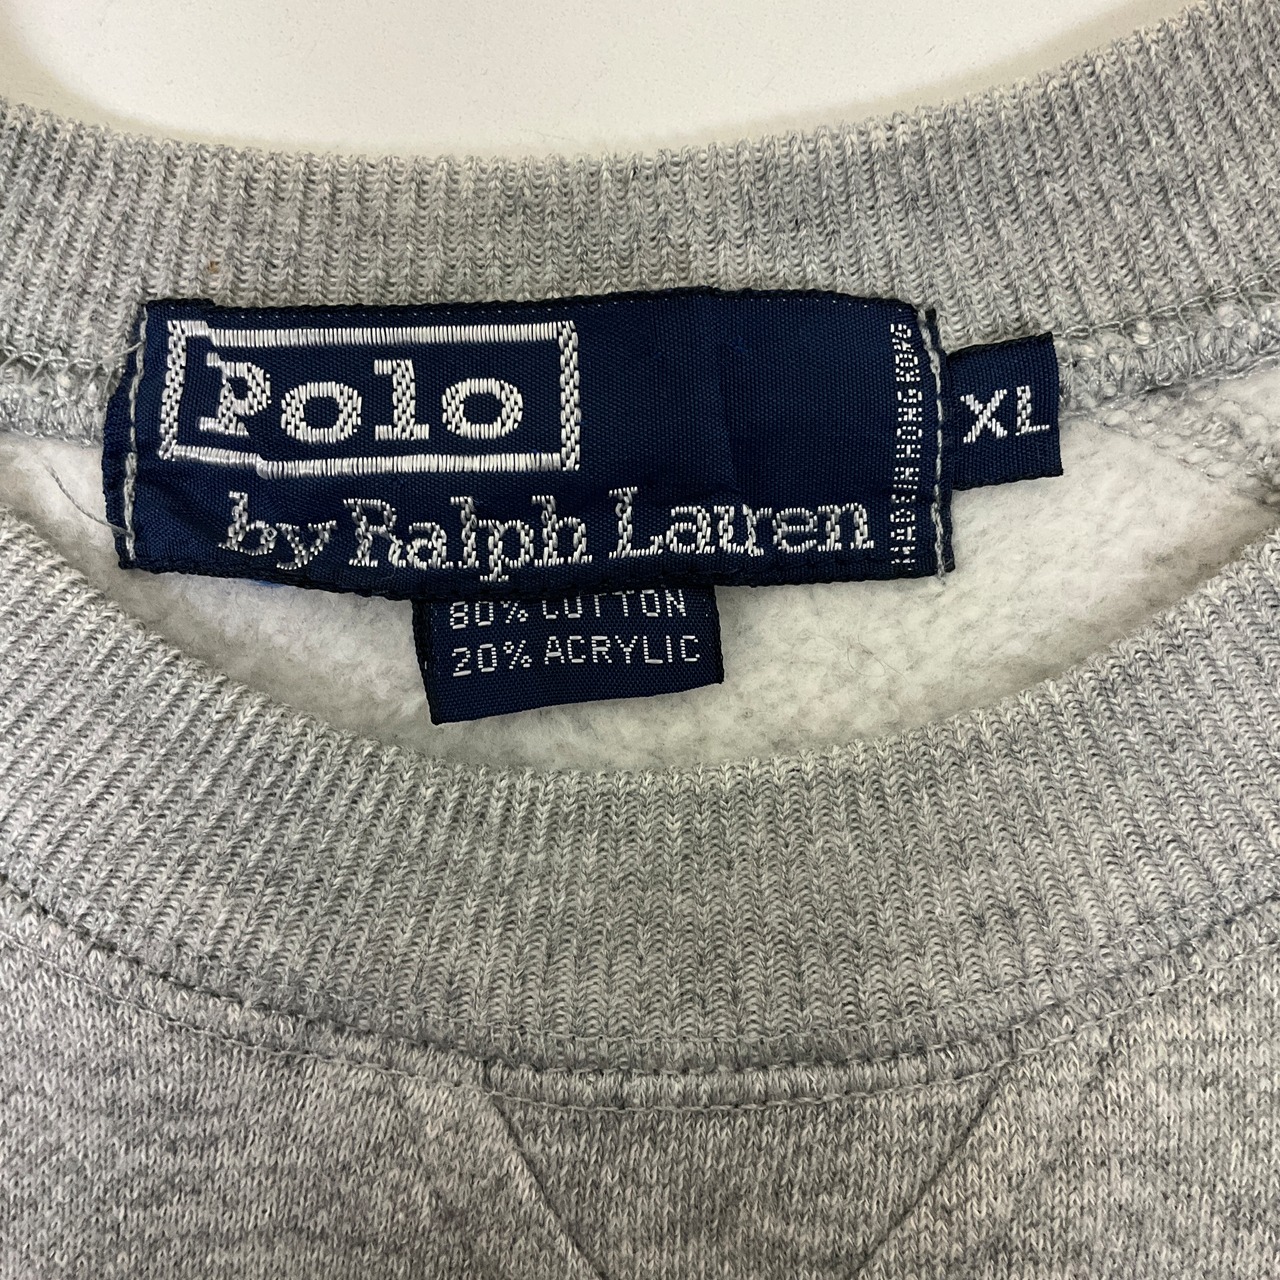 Polo
by Ralph Lauren
MADE IN HONG KONG
XL
80% COTTON
20% ACRYLIC